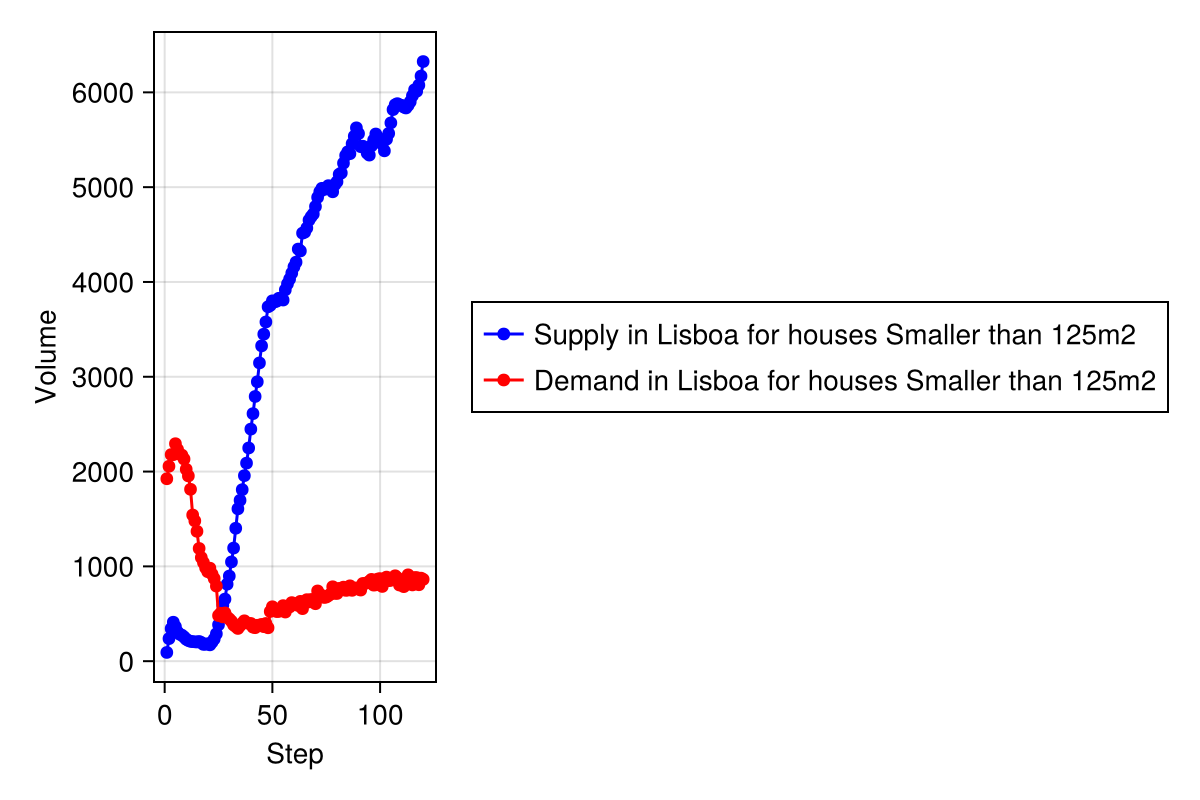 6000
5000
4000
3000
2000
1000
0
Volume
0 50 100
Step
Supply in Lisboa for houses Smaller than 125m2
Demand in Lisboa for houses Smaller than 125m2